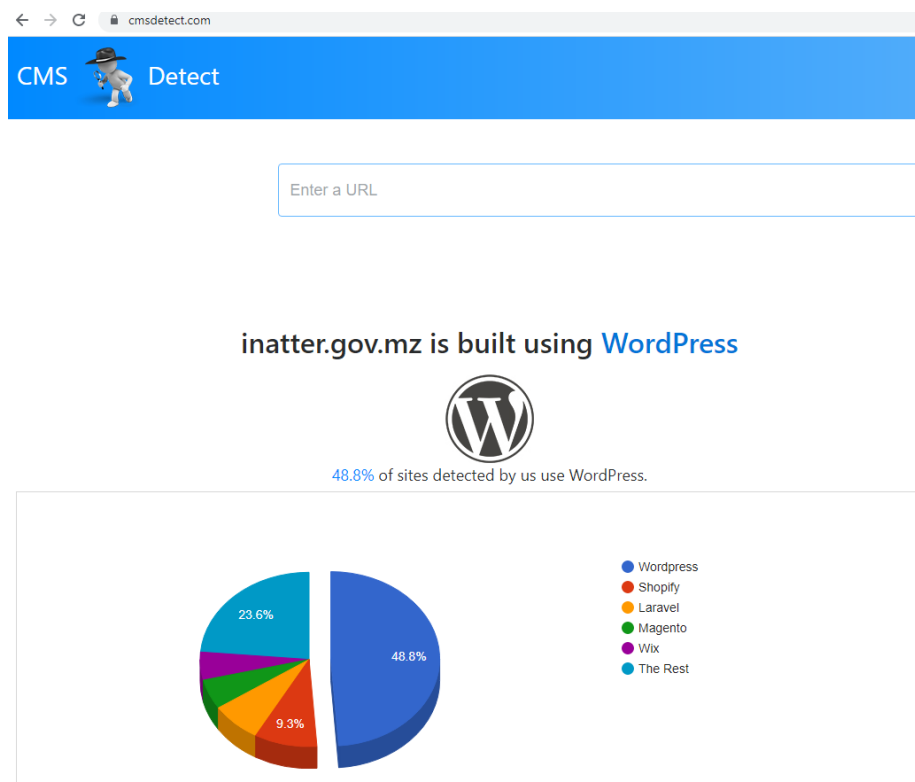 cmsdetect.com
CMS Detect
Enter a URL
inatter.gov.mz is built using WordPress
48.8% of sites detected by us use WordPress.
Wordpress
Shopify
Laravel
Magento
Wix
The Rest
23.6%
48.8%
9.3%